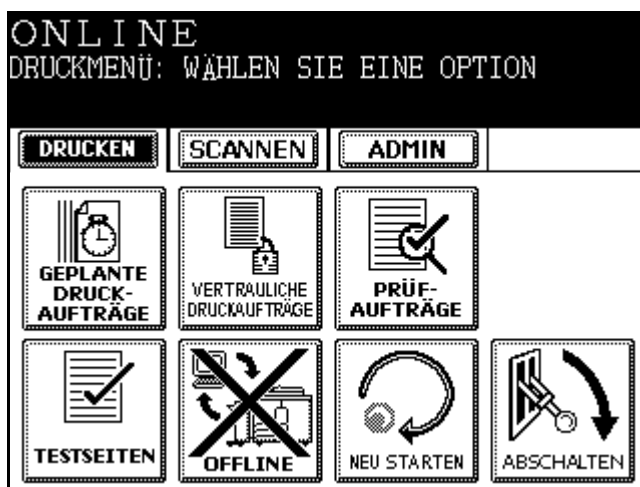 ONLINE
DRUCKMENÜ: WÄHLEN SIE EINE OPTION
DRUCKEN
SCANNEN
ADMIN
GEPLANTE
DRUCK-
AUFTRÄGE
VERTRAULICHE
DRUCKAUFTRÄGE
PRÜF-
AUFTRÄGE
TESTSEITEN
OFFLINE
NEU STARTEN
ABSCHALTEN